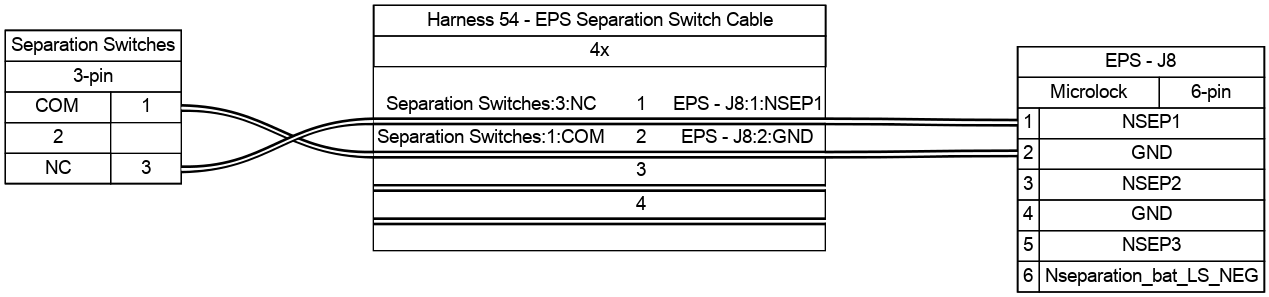 Separation Switches
3-pin
COM 1
2
NC 3
Harness 54 - EPS Separation Switch Cable
4x
Separation Switches:3:NC 1 EPS - J8:1:NSEP1
Separation Switches:1:COM 2 EPS - J8:2:GND
3
4
EPS - J8
Microlock 6-pin
1 NSEP1
2 GND
3 NSEP2
4 GND
5 NSEP3
6 Nseparation_bat_LS_NEG